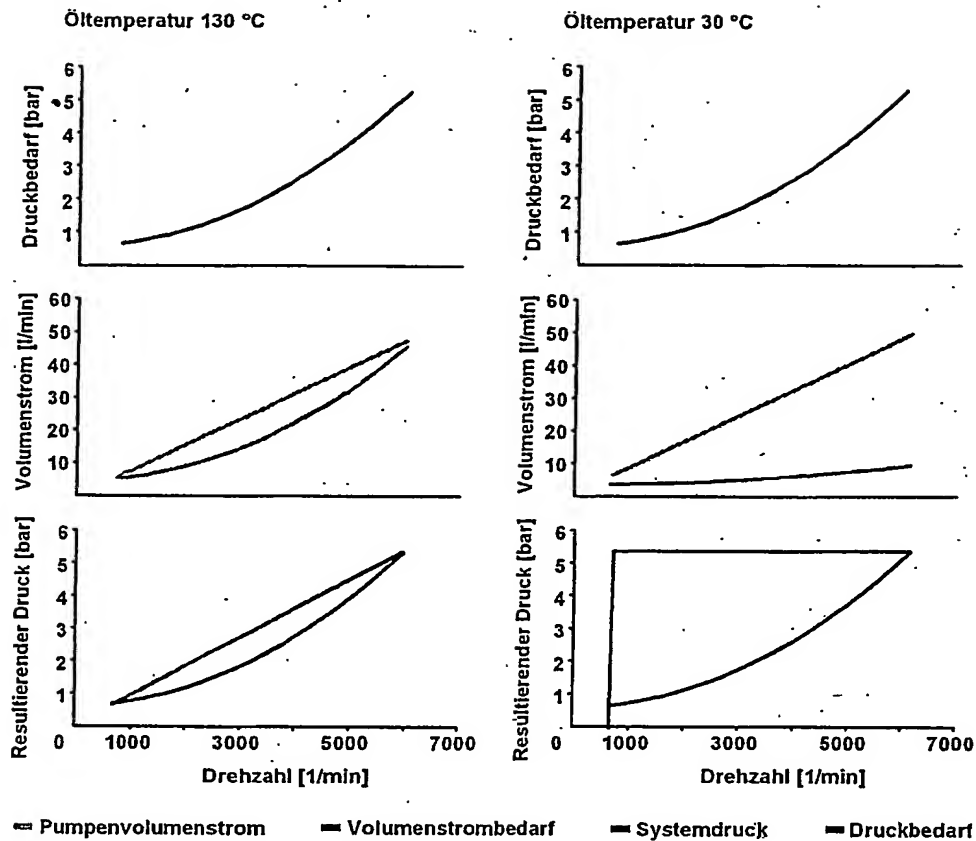 Öltemperatur 130 °C
Öltemperatur 30 °C
Druckbedarf [bar]
6
5
4
3
2
1
Druckbedarf [bar]
6
5
4
3
2
1
Volumenstrom [l/min]
60
50
40
30
20
10
Volumenstrom [l/min]
60
50
40
30
20
10
Resultierender Druck [bar]
6
5
4
3
2
1
0 1000 3000 5000 7000
Drehzahl [1/min]
Resultierender Druck [bar]
6
5
4
3
2
1
0 1000 3000 5000 7000
Drehzahl [1/min]
Pumpenvolumenstrom Volumenstrombedarf Systemdruck Druckbedarf